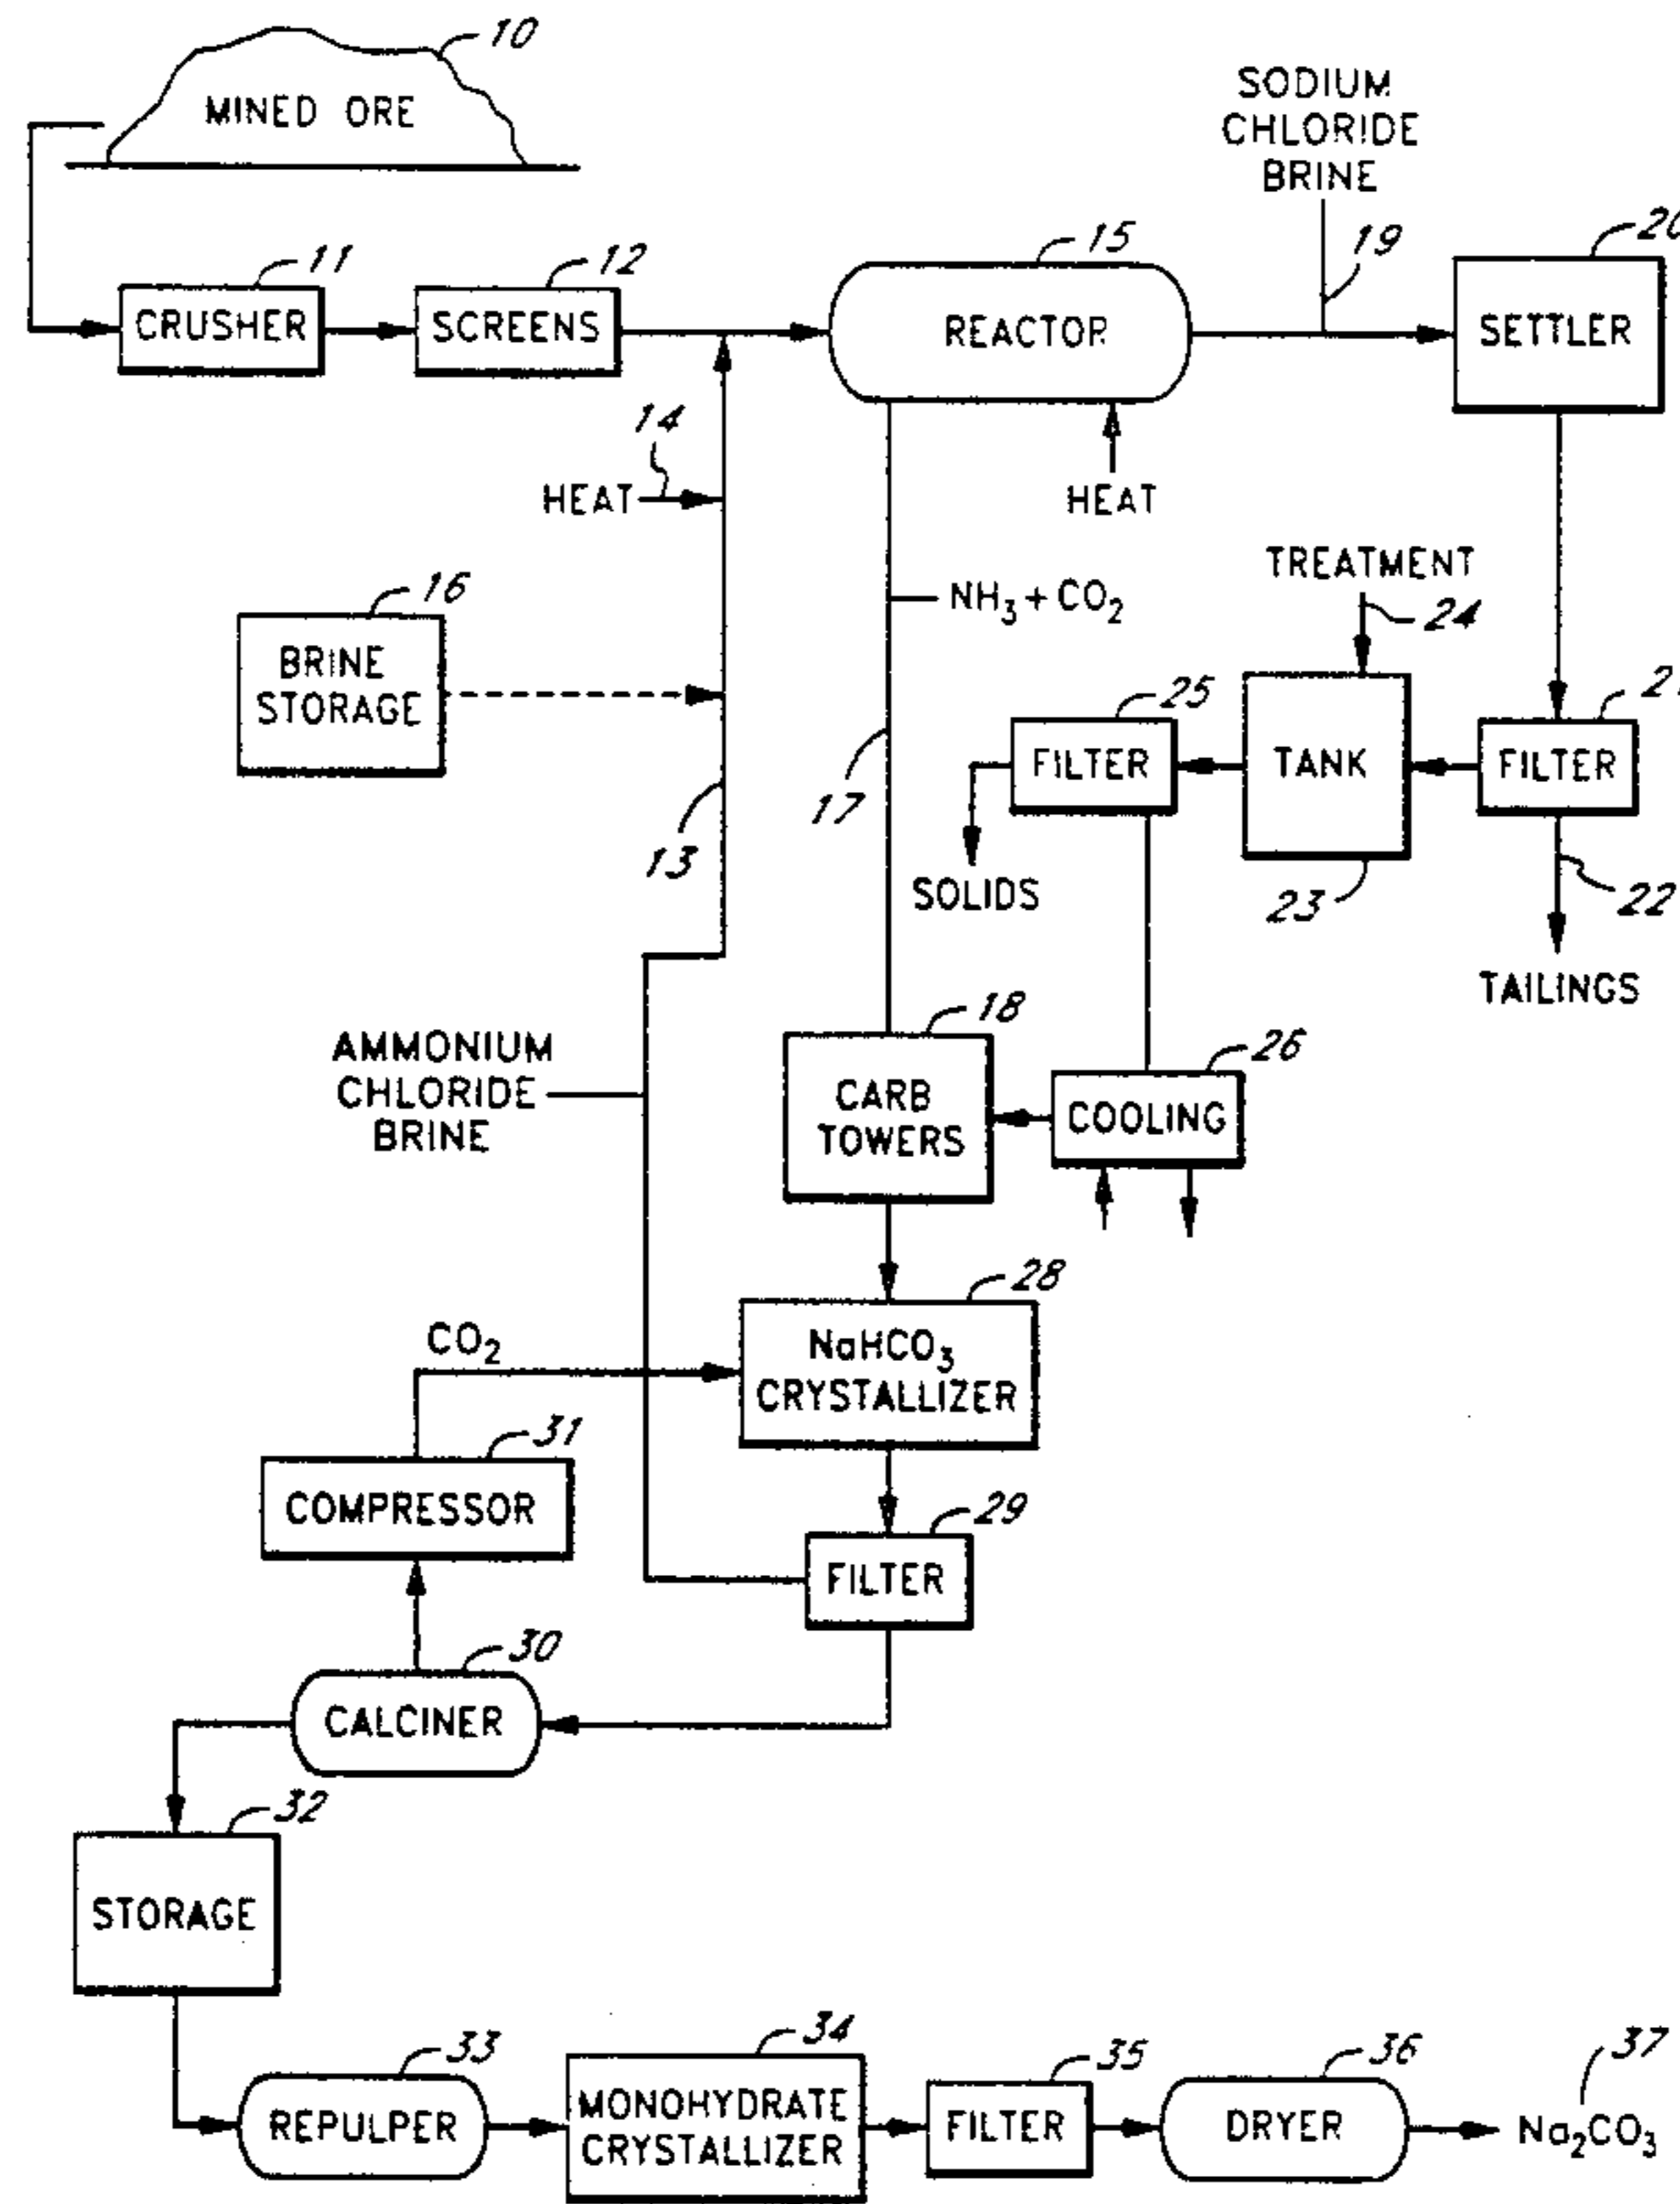 10
MINED ORE
SODIUM
CHLORIDE
BRINE
11
12
15
19
20
CRUSHER
SCREENS
REACTOR
SETTLER
14
HEAT
HEAT
NH3 + CO2
TREATMENT
24
16
BRINE
STORAGE
25
FILTER
TANK
FILTER
13
17
SOLIDS
23
22
TAILINGS
18
26
AMMONIUM
CHLORIDE
BRINE
CARB
TOWERS
COOLING
28
CO2
NaHCO3
CRYSTALLIZER
31
COMPRESSOR
29
FILTER
30
CALCINER
32
STORAGE
33
REPULPER
34
MONOHYDRATE
CRYSTALLIZER
35
FILTER
36
DRYER
37
Na2CO3